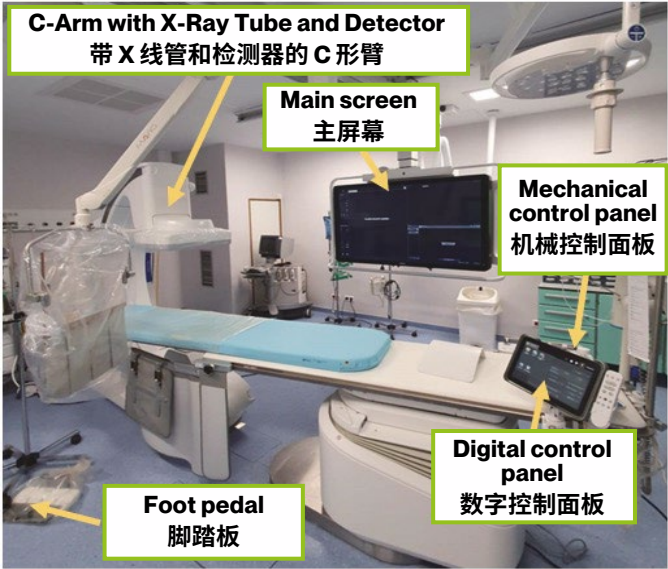 C-Arm with X-Ray Tube and Detector
带 X 线管和检测器的 C 形臂
Main screen
主屏幕
Mechanical
control panel
机械控制面板
Digital control
panel
数字控制面板
Foot pedal
脚踏板